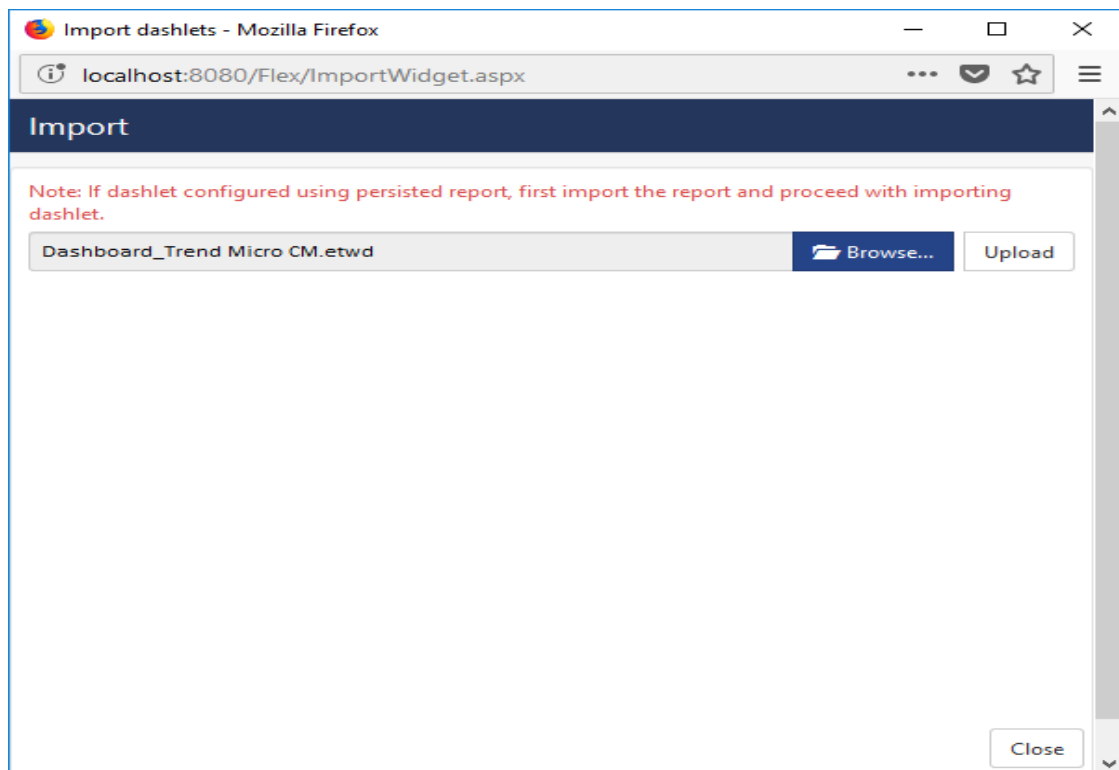 Import dashlets - Mozilla Firefox
localhost:8080/Flex/ImportWidget.aspx
Import
Note: If dashlet configured using persisted report, first import the report and proceed with importing
dashlet.
Dashboard_Trend Micro CM.etwd Browse... Upload
Close